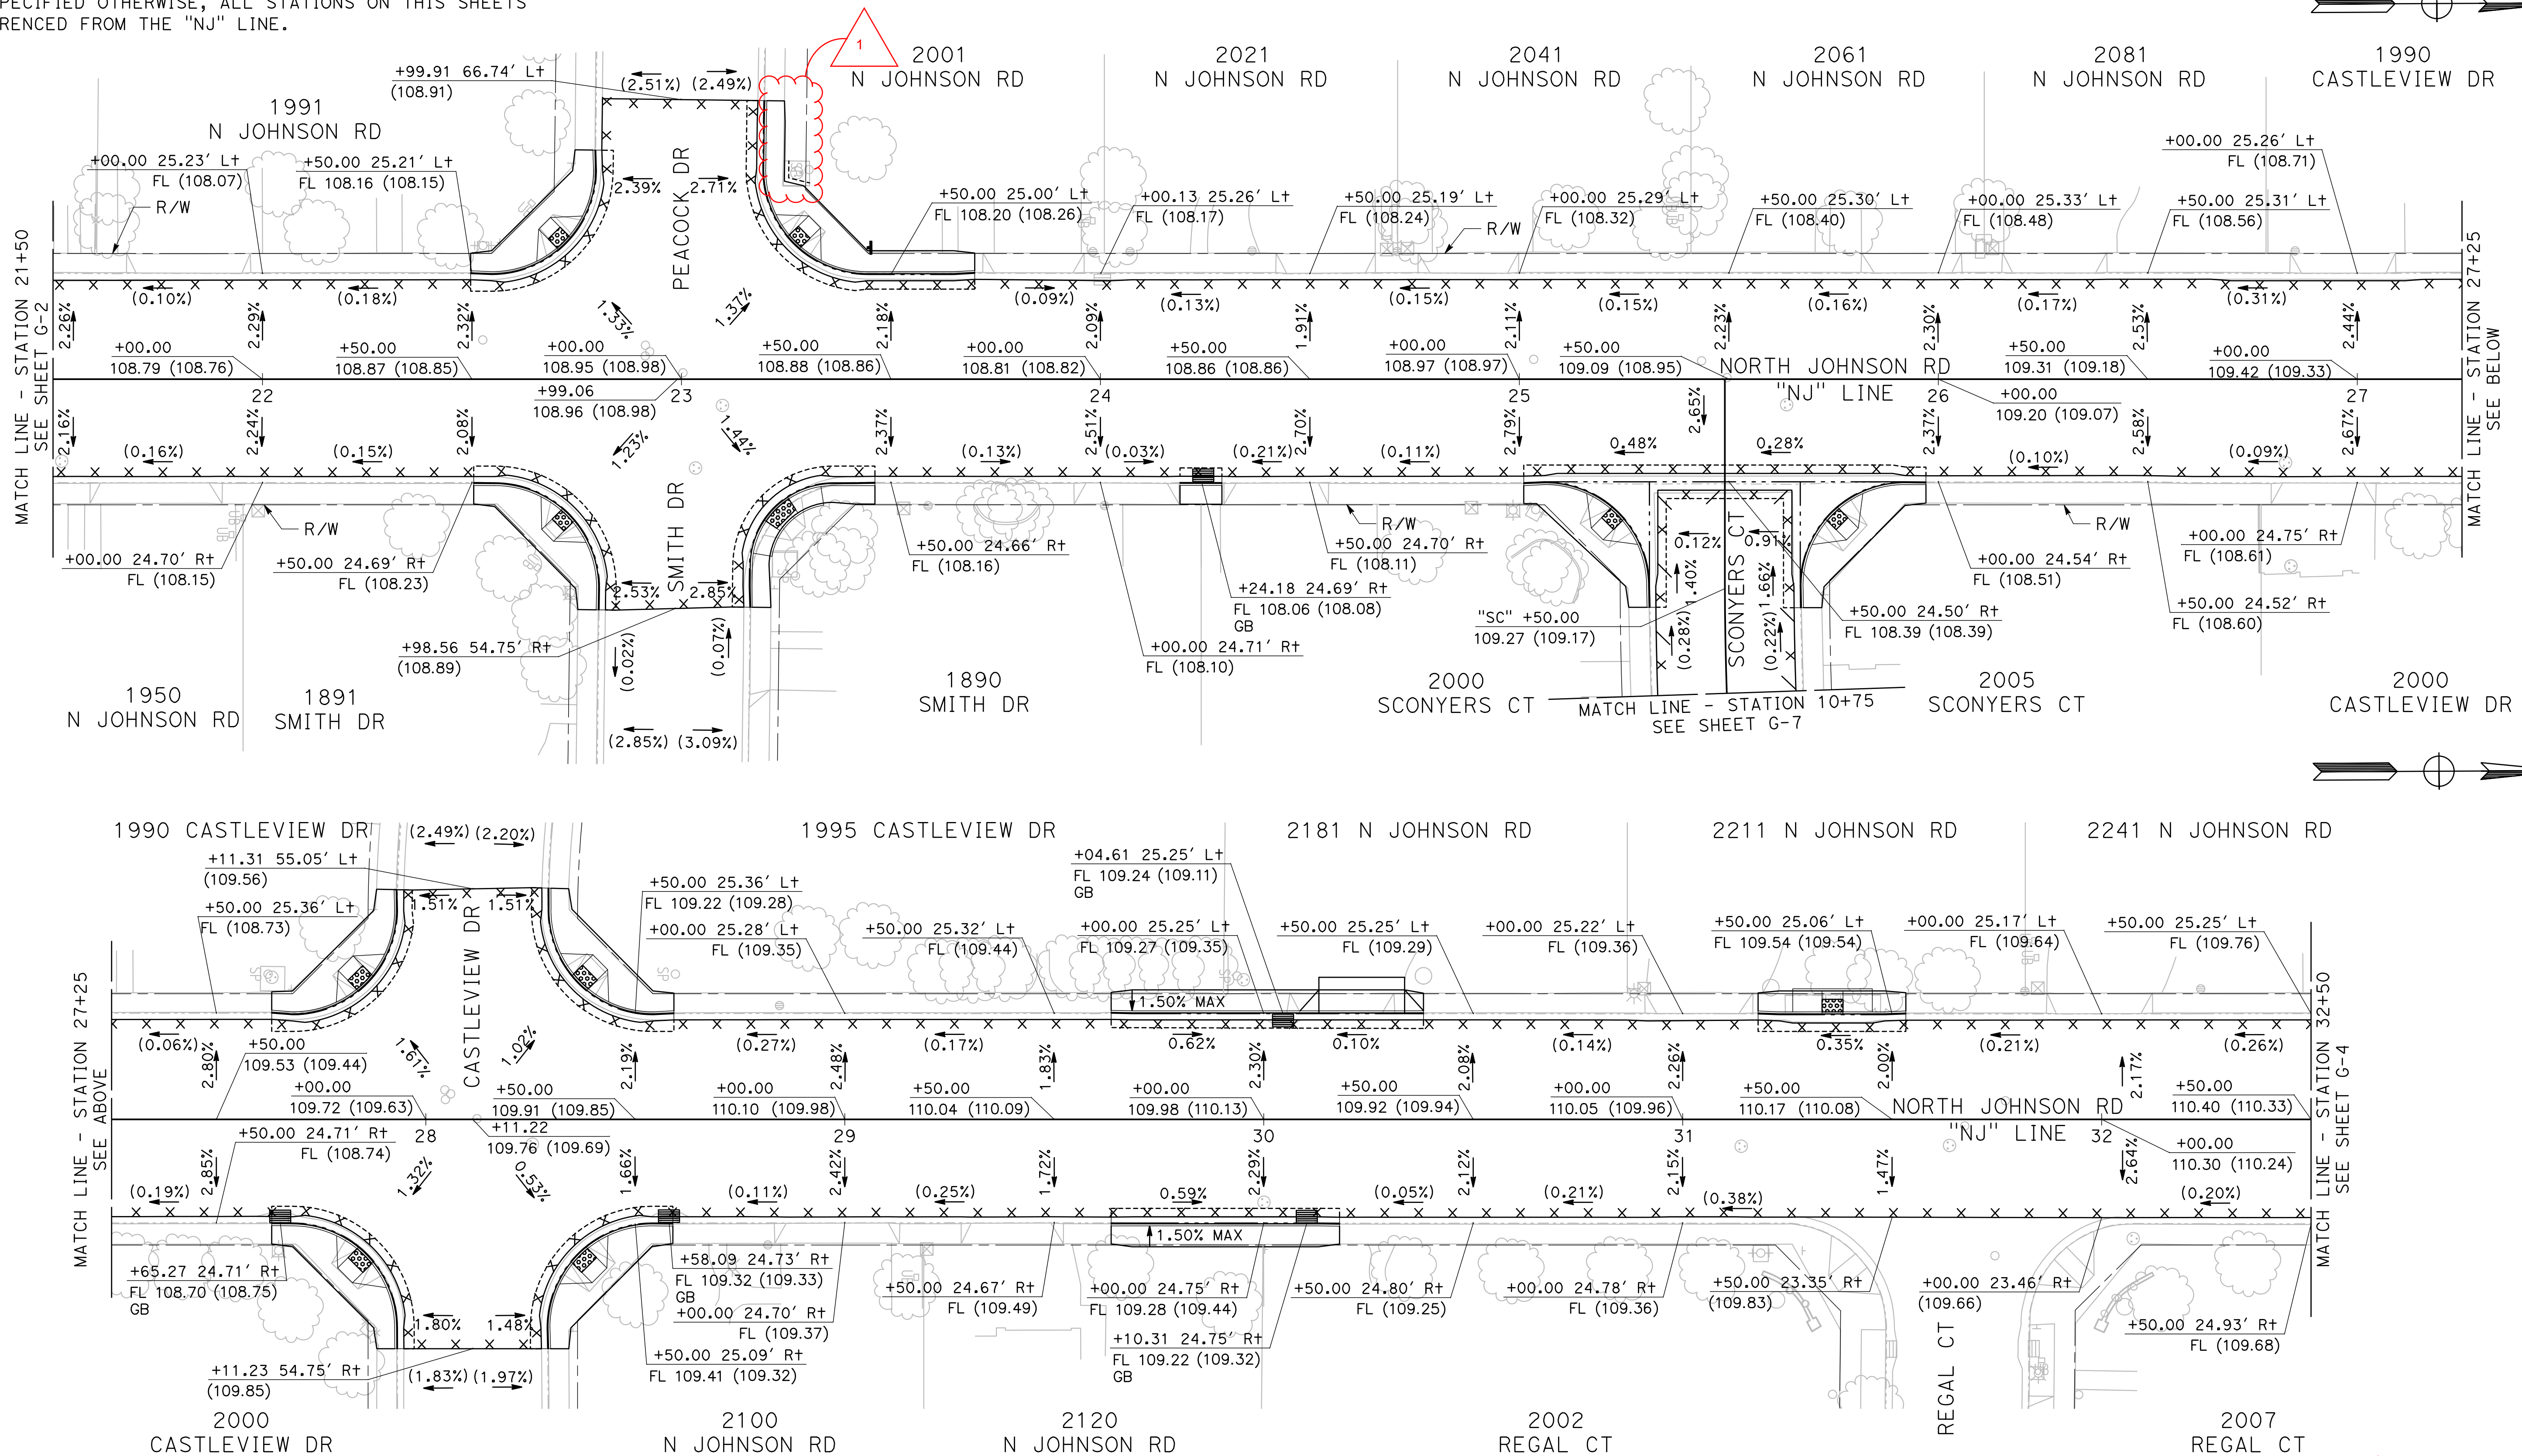 PECIFIED OTHERWISE, ALL STATIONS ON THIS SHEETS
RENCED FROM THE "NJ" LINE.
1
2001
N JOHNSON RD
2021
N JOHNSON RD
2041
N JOHNSON RD
2061
N JOHNSON RD
2081
N JOHNSON RD
1990
CASTLEVIEW DR
+99.91 66.74' Lt
(108.91)
(2.51%) (2.49%)
1991
N JOHNSON RD
+00.00 25.23' Lt
FL (108.07)
+50.00 25.21' Lt
FL 108.16 (108.15)
R/W
2.39%
2.71%
PEACOCK DR
+50.00 25.00' Lt
FL 108.20 (108.26)
+00.13 25.26' Lt
FL (108.17)
+50.00 25.19' Lt
FL (108.24)
+00.00 25.29' Lt
FL (108.32)
R/W
+50.00 25.30' Lt
FL (108.40)
+00.00 25.33' Lt
FL (108.48)
+50.00 25.31' Lt
FL (108.56)
+00.00 25.26' Lt
FL (108.71)
MATCH LINE - STATION 21+50
SEE SHEET G-2
(0.10%)
(0.18%)
(0.09%)
(0.13%)
(0.15%)
(0.15%)
(0.16%)
(0.17%)
(0.31%)
2.26%
2.29%
2.32%
1.33%
1.37%
2.18%
2.09%
1.91%
2.11%
2.23%
2.30%
2.53%
2.44%
MATCH LINE - STATION 27+25
SEE BELOW
+00.00
108.79 (108.76)
+50.00
108.87 (108.85)
+00.00
108.95 (108.98)
+50.00
108.88 (108.86)
+00.00
108.81 (108.82)
+50.00
108.86 (108.86)
+00.00
108.97 (108.97)
+50.00
109.09 (108.95)
NORTH JOHNSON RD
"NJ" LINE
+50.00
109.31 (109.18)
+00.00
109.42 (109.33)
+99.06
108.96 (108.98)
22
23
24
25
26
27
+00.00
109.20 (109.07)
2.16%
2.24%
2.08%
1.23%
1.44%
2.37%
2.51%
2.70%
2.79%
2.65%
2.37%
2.58%
2.67%
(0.16%)
(0.15%)
(0.13%)
(0.03%)
(0.21%)
(0.11%)
0.48%
0.28%
(0.10%)
(0.09%)
R/W
R/W
R/W
SMITH DR
SCONYERS CT
0.12%
0.91%
1.40%
1.66%
(0.28%)
(0.22%)
+00.00 24.70' Rt
FL (108.15)
+50.00 24.69' Rt
FL (108.23)
2.53%
2.85%
+98.56 54.75' Rt
(108.89)
(0.02%)
(0.07%)
+50.00 24.66' Rt
FL (108.16)
+00.00 24.71' Rt
FL (108.10)
+24.18 24.69' Rt
FL 108.06 (108.08)
GB
+50.00 24.70' Rt
FL (108.11)
"SC" +50.00
109.27 (109.17)
+50.00 24.50' Rt
FL 108.39 (108.39)
+00.00 24.54' Rt
FL (108.51)
+50.00 24.52' Rt
FL (108.60)
+00.00 24.75' Rt
FL (108.61)
1950
N JOHNSON RD
1891
SMITH DR
(2.85%) (3.09%)
1890
SMITH DR
2000
SCONYERS CT
MATCH LINE - STATION 10+75
SEE SHEET G-7
2005
SCONYERS CT
2000
CASTLEVIEW DR
1990 CASTLEVIEW DR
(2.49%) (2.20%)
1995 CASTLEVIEW DR
2181 N JOHNSON RD
2211 N JOHNSON RD
2241 N JOHNSON RD
+11.31 55.05' Lt
(109.56)
+50.00 25.36' Lt
FL (108.73)
1.51%
1.51%
CASTLEVIEW DR
+50.00 25.36' Lt
FL 109.22 (109.28)
+00.00 25.28' Lt
FL (109.35)
+50.00 25.32' Lt
FL (109.44)
+04.61 25.25' Lt
FL 109.24 (109.11)
GB
+00.00 25.25' Lt
FL 109.27 (109.35)
+50.00 25.25' Lt
FL (109.29)
+00.00 25.22' Lt
FL (109.36)
+50.00 25.06' Lt
FL 109.54 (109.54)
+00.00 25.17' Lt
FL (109.64)
+50.00 25.25' Lt
FL (109.76)
1.50% MAX
MATCH LINE - STATION 27+25
SEE ABOVE
(0.06%)
(0.27%)
(0.17%)
0.62%
0.10%
(0.14%)
0.35%
(0.21%)
(0.26%)
2.80%
1.61%
1.02%
2.19%
2.48%
1.83%
2.30%
2.08%
2.26%
2.00%
2.17%
MATCH LINE - STATION 32+50
SEE SHEET G-4
+50.00
109.53 (109.44)
+00.00
109.72 (109.63)
+50.00
109.91 (109.85)
+00.00
110.10 (109.98)
+50.00
110.04 (110.09)
+00.00
109.98 (110.13)
+50.00
109.92 (109.94)
+00.00
110.05 (109.96)
+50.00
110.17 (110.08)
NORTH JOHNSON RD
"NJ" LINE
+50.00
110.40 (110.33)
+11.22
109.76 (109.69)
28
29
30
31
32
+00.00
110.30 (110.24)
+50.00 24.71' Rt
FL (108.74)
2.85%
1.32%
0.53%
1.66%
2.42%
1.72%
2.29%
2.12%
2.15%
1.47%
2.64%
(0.19%)
(0.11%)
(0.25%)
0.59%
(0.05%)
(0.21%)
(0.38%)
(0.20%)
1.50% MAX
+65.27 24.71' Rt
FL 108.70 (108.75)
GB
1.80%
1.48%
+11.23 54.75' Rt
(109.85)
(1.83%) (1.97%)
+58.09 24.73' Rt
FL 109.32 (109.33)
GB
+00.00 24.70' Rt
FL (109.37)
+50.00 25.09' Rt
FL 109.41 (109.32)
+50.00 24.67' Rt
FL (109.49)
+00.00 24.75' Rt
FL 109.28 (109.44)
+10.31 24.75' Rt
FL 109.22 (109.32)
GB
+50.00 24.80' Rt
FL (109.25)
+00.00 24.78' Rt
FL (109.36)
+50.00 23.35' Rt
(109.83)
+00.00 23.46' Rt
(109.66)
+50.00 24.93' Rt
FL (109.68)
REGAL CT
2000
CASTLEVIEW DR
2100
N JOHNSON RD
2120
N JOHNSON RD
2002
REGAL CT
2007
REGAL CT